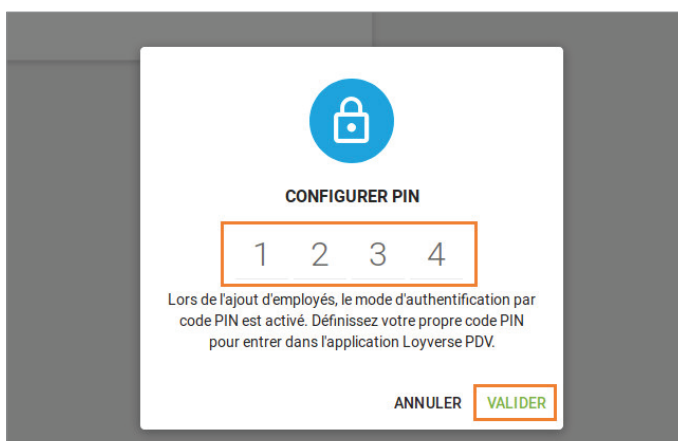 CONFIGURER PIN
1 2 3 4
Lors de l'ajout d'employés, le mode d'authentification par
code PIN est activé. Définissez votre propre code PIN
pour entrer dans l'application Loyverse PDV.
ANNULER VALIDER